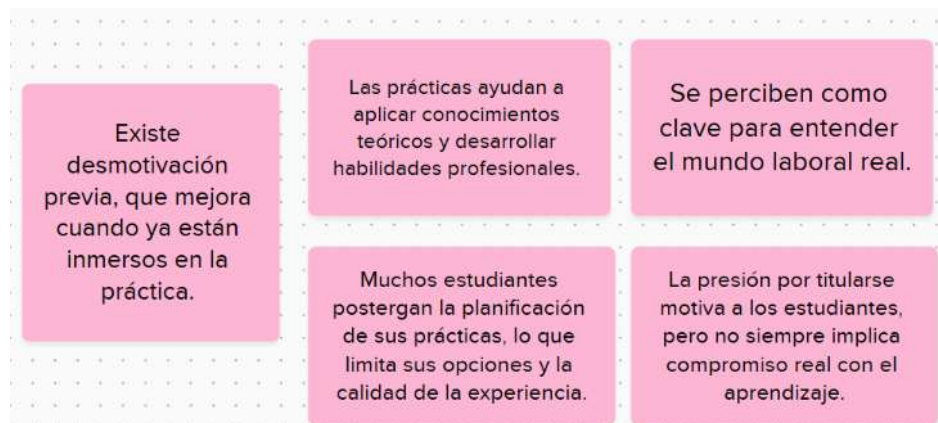 Existe
desmotivación
previa, que mejora
cuando ya están
inmersos en la
práctica.
Las prácticas ayudan a
aplicar conocimientos
teóricos y desarrollar
habilidades profesionales.
Se perciben como
clave para entender
el mundo laboral real.
Muchos estudiantes
postergan la planificación
de sus prácticas, lo que
limita sus opciones y la
calidad de la experiencia.
La presión por titularse
motiva a los estudiantes,
pero no siempre implica
compromiso real con el
aprendizaje.